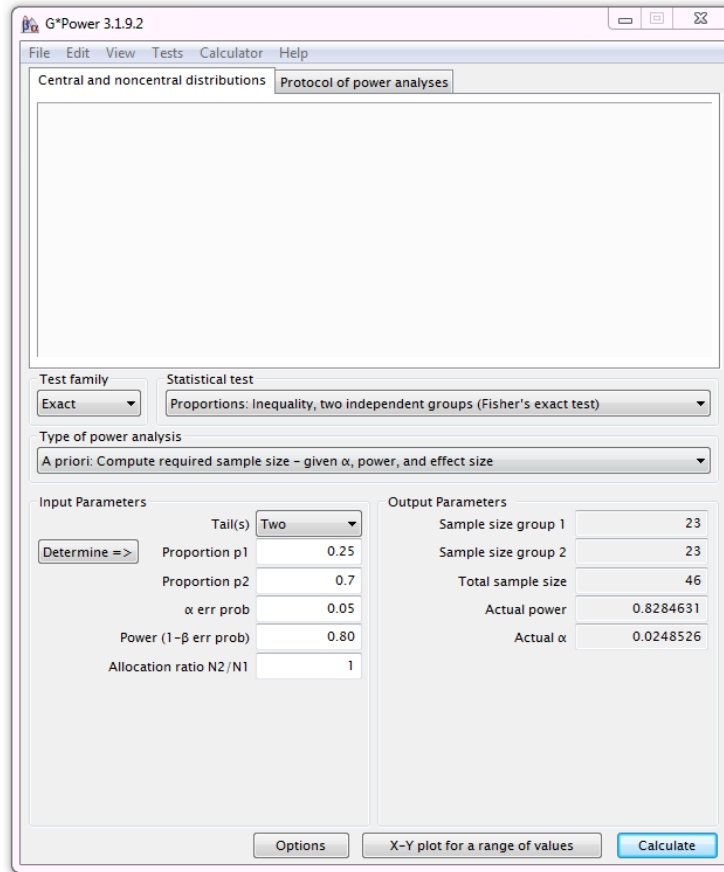 βα G*Power 3.1.9.2
File Edit View Tests Calculator Help
Central and noncentral distributions Protocol of power analyses
Test family Statistical test
Exact Proportions: Inequality, two independent groups (Fisher's exact test)
Type of power analysis
A priori: Compute required sample size – given α, power, and effect size
Input Parameters Output Parameters
Tail(s) Two Sample size group 1 23
Determine => Proportion p1 0.25 Sample size group 2 23
Proportion p2 0.7 Total sample size 46
α err prob 0.05 Actual power 0.8284631
Power (1-β err prob) 0.80 Actual α 0.0248526
Allocation ratio N2/N1 1
Options X-Y plot for a range of values Calculate